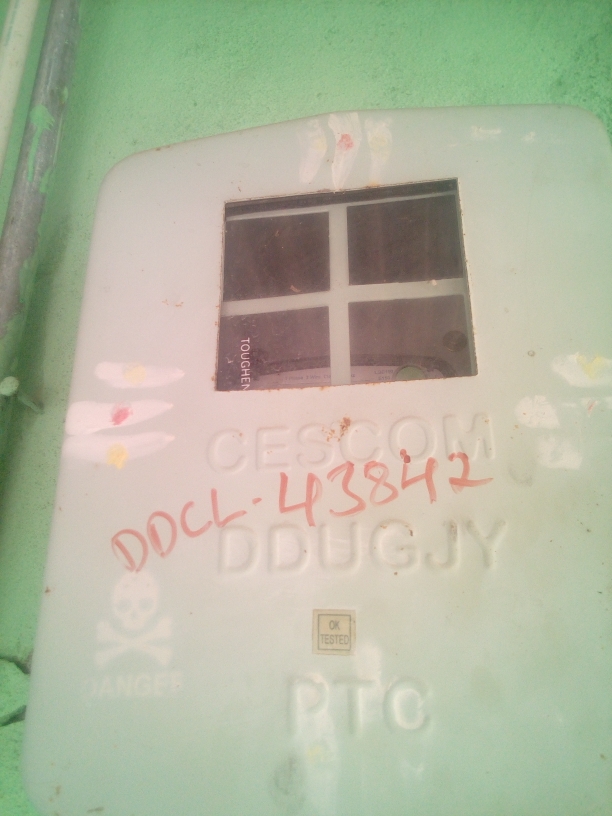 TOUGHEN
CESCOM
DDCL-43842
DDUGJY
OK
TESTED
DANGER
PTC